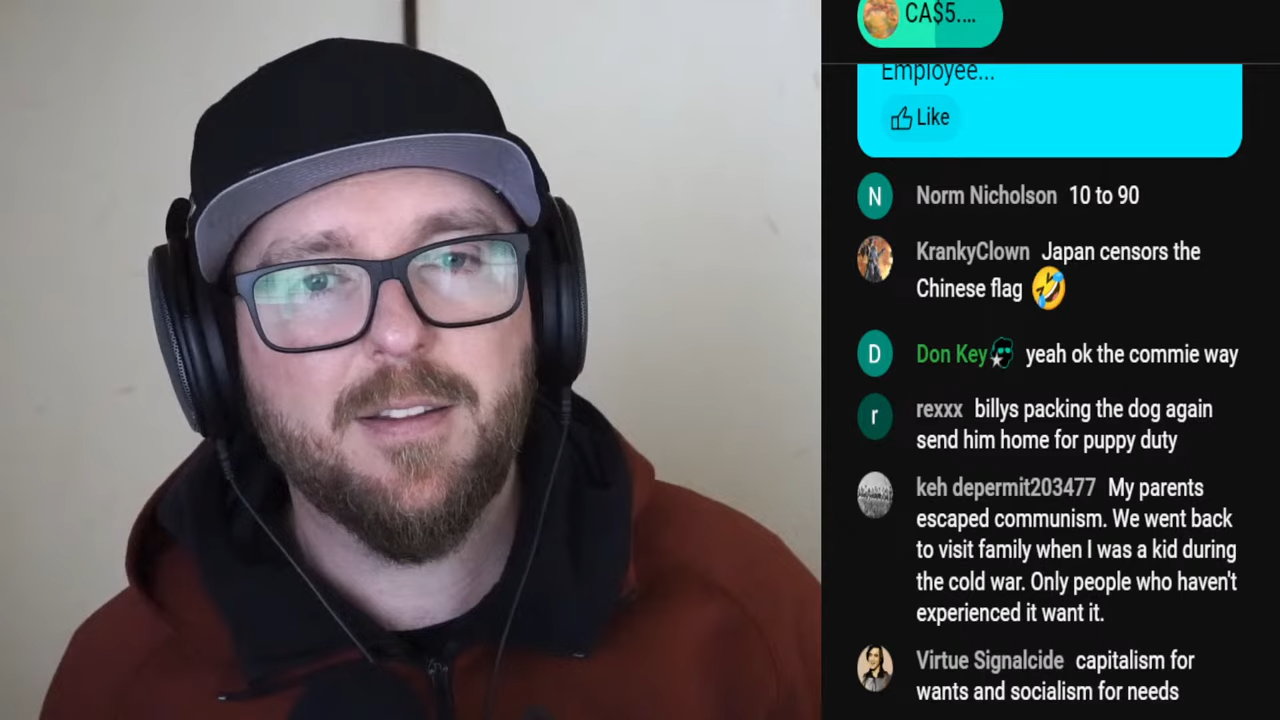 CA$5....
Employee...
Like
N Norm Nicholson 10 to 90
KrankyClown Japan censors the
Chinese flag 🤣
D Don Key yeah ok the commie way
r rexxx billys packing the dog again
send him home for puppy duty
keh depermit203477 My parents
escaped communism. We went back
to visit family when I was a kid during
the cold war. Only people who haven't
experienced it want it.
Virtue Signalcide capitalism for
wants and socialism for needs